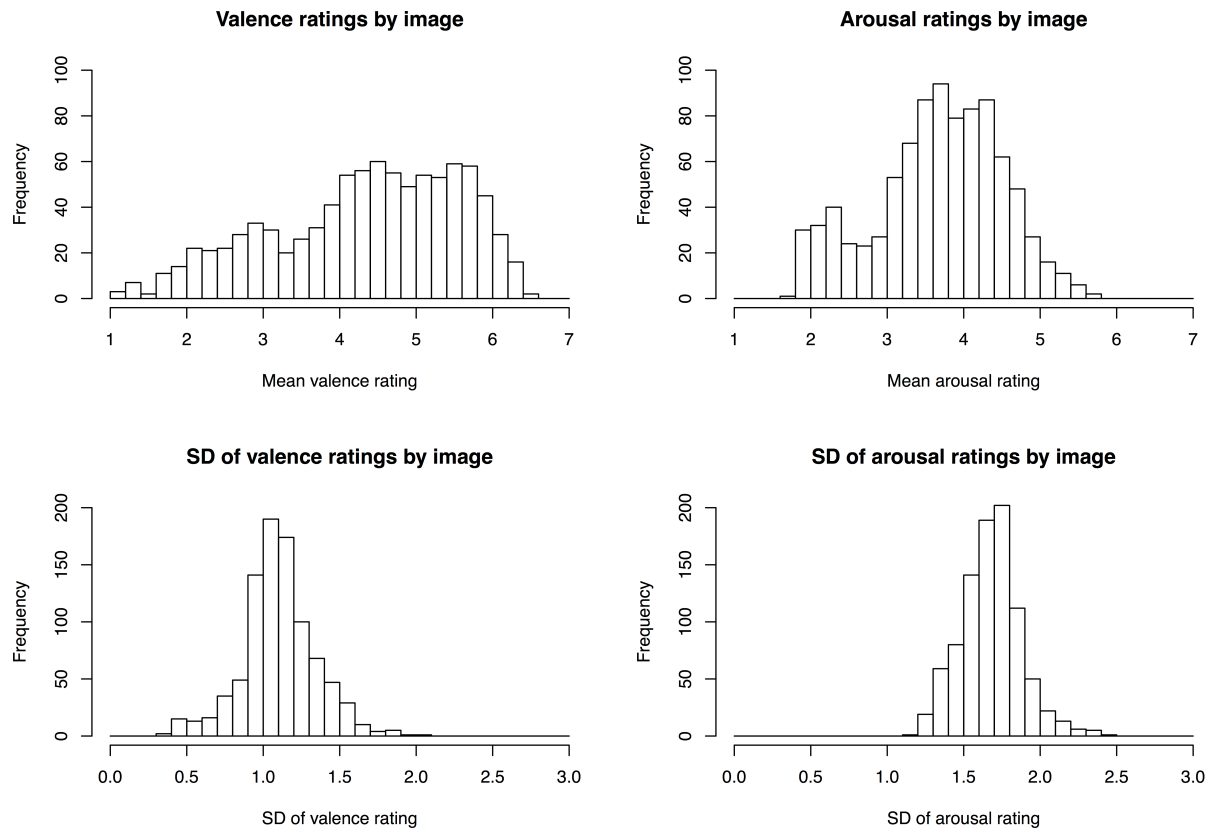 Valence ratings by image
Frequency
0 20 40 60 80 100
1 2 3 4 5 6 7
Mean valence rating
Arousal ratings by image
Frequency
0 20 40 60 80 100
1 2 3 4 5 6 7
Mean arousal rating
SD of valence ratings by image
Frequency
0 50 100 150 200
0.0 0.5 1.0 1.5 2.0 2.5 3.0
SD of valence rating
SD of arousal ratings by image
Frequency
0 50 100 150 200
0.0 0.5 1.0 1.5 2.0 2.5 3.0
SD of arousal rating